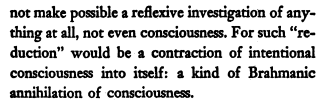 not make possible a reflexive investigation of any-
thing at all, not even consciousness. For such “re-
duction” would be a contraction of intentional
consciousness into itself: a kind of Brahmanic
annihilation of consciousness.